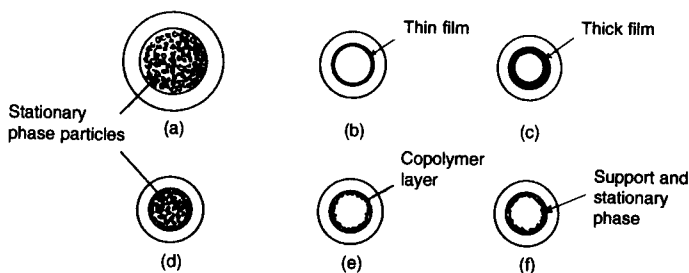 Thin film
Thick film
Stationary
phase particles
(a)
(b)
(c)
Copolymer
layer
Support and
stationary
phase
(d)
(e)
(f)